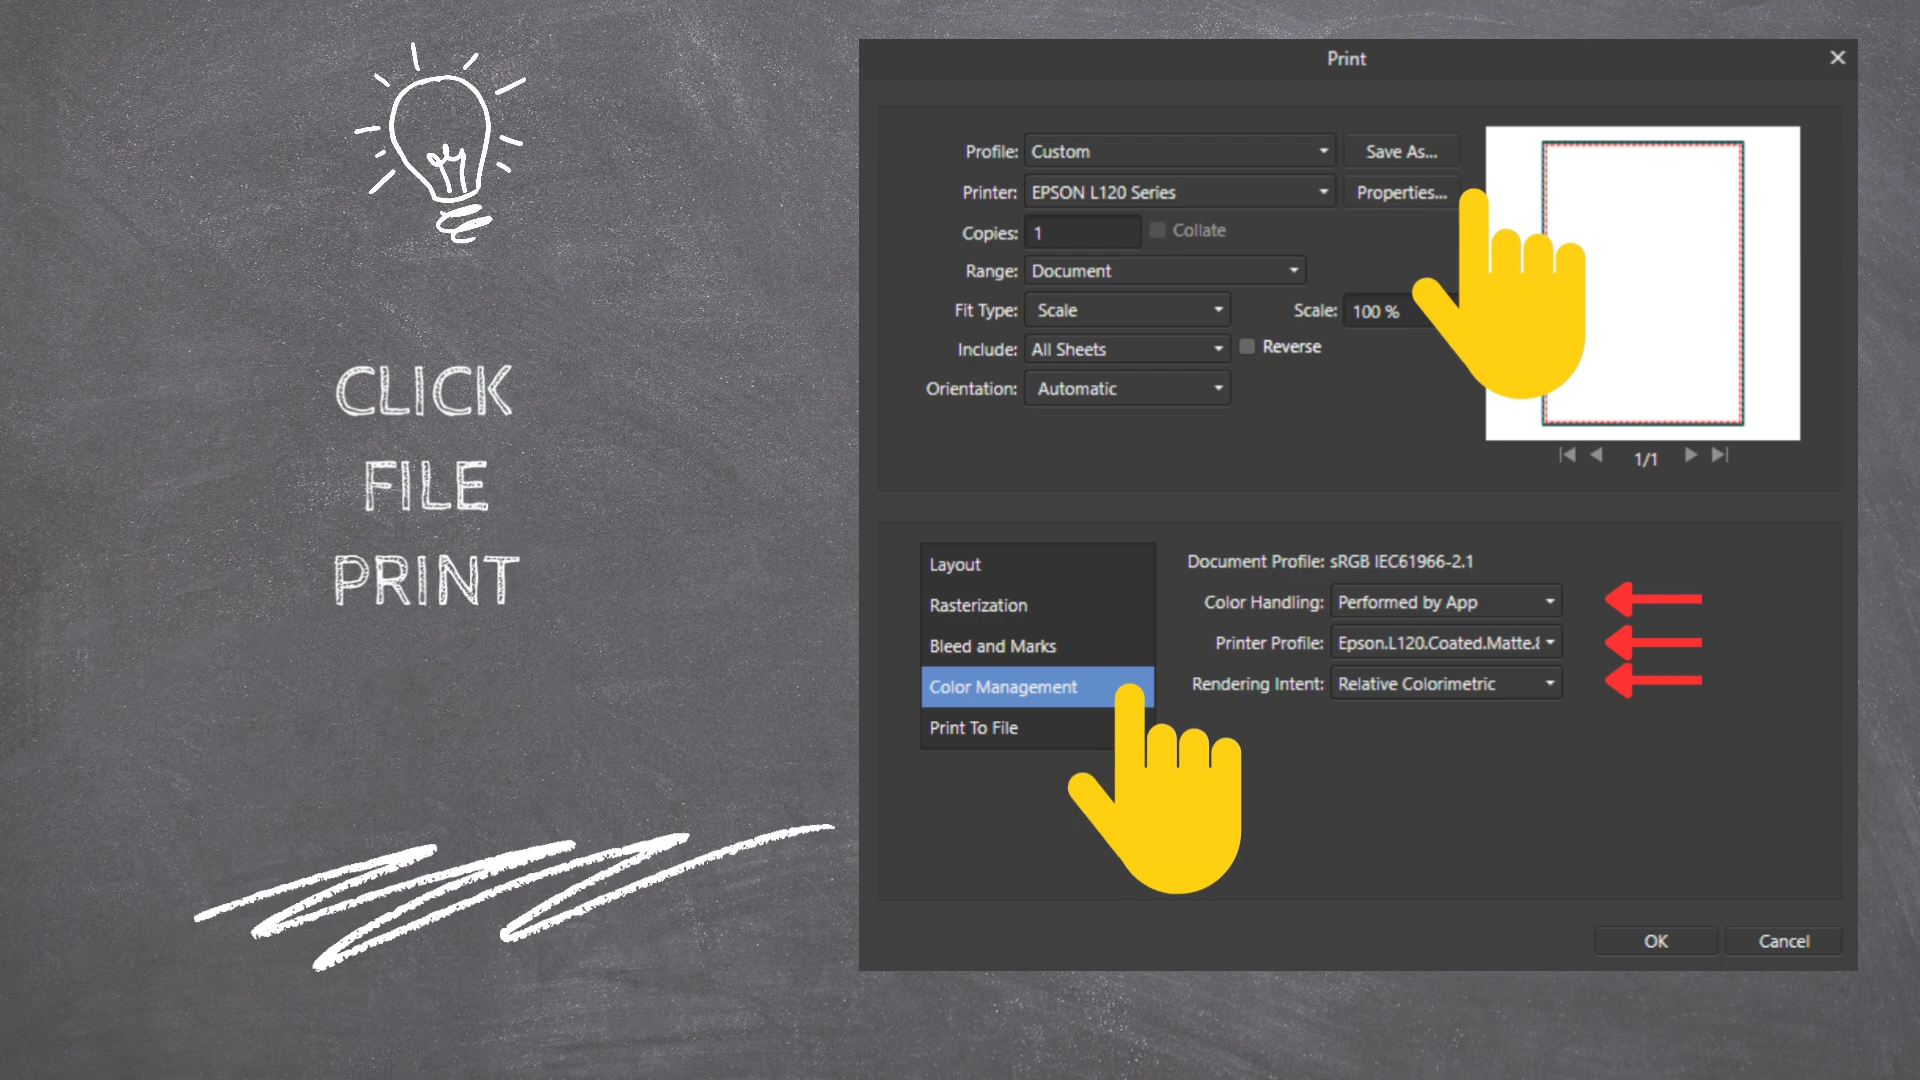 CLICK
FILE
PRINT
Print
Profile: Custom Save As...
Printer: EPSON L120 Series Properties...
Copies: 1 Collate
Range: Document
Fit Type: Scale Scale: 100 %
Include: All Sheets Reverse
Orientation: Automatic
1/1
Layout
Rasterization
Bleed and Marks
Color Management
Print To File
Document Profile: sRGB IEC61966-2.1
Color Handling: Performed by App
Printer Profile: Epson.L120.Coated.Matte.
Rendering Intent: Relative Colorimetric
OK Cancel